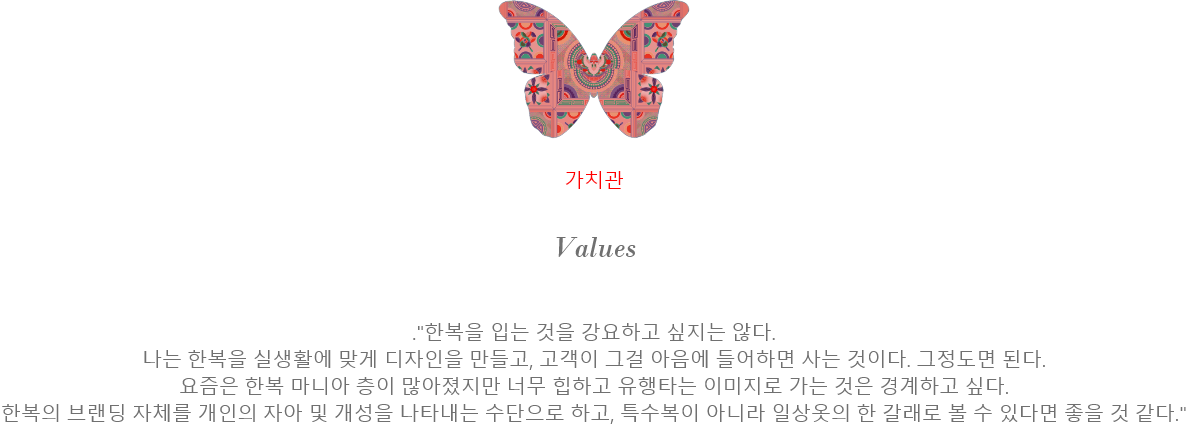 가치관
Values
."한복을 입는 것을 강요하고 싶지는 않다.
나는 한복을 실생활에 맞게 디자인을 만들고, 고객이 그걸 아음에 들어하면 사는 것이다. 그정도면 된다.
요즘은 한복 마니아 층이 많아졌지만 너무 힙하고 유행타는 이미지로 가는 것은 경계하고 싶다.
한복의 브랜딩 자체를 개인의 자아 및 개성을 나타내는 수단으로 하고, 특수복이 아니라 일상옷의 한 갈래로 볼 수 있다면 좋을 것 같다."